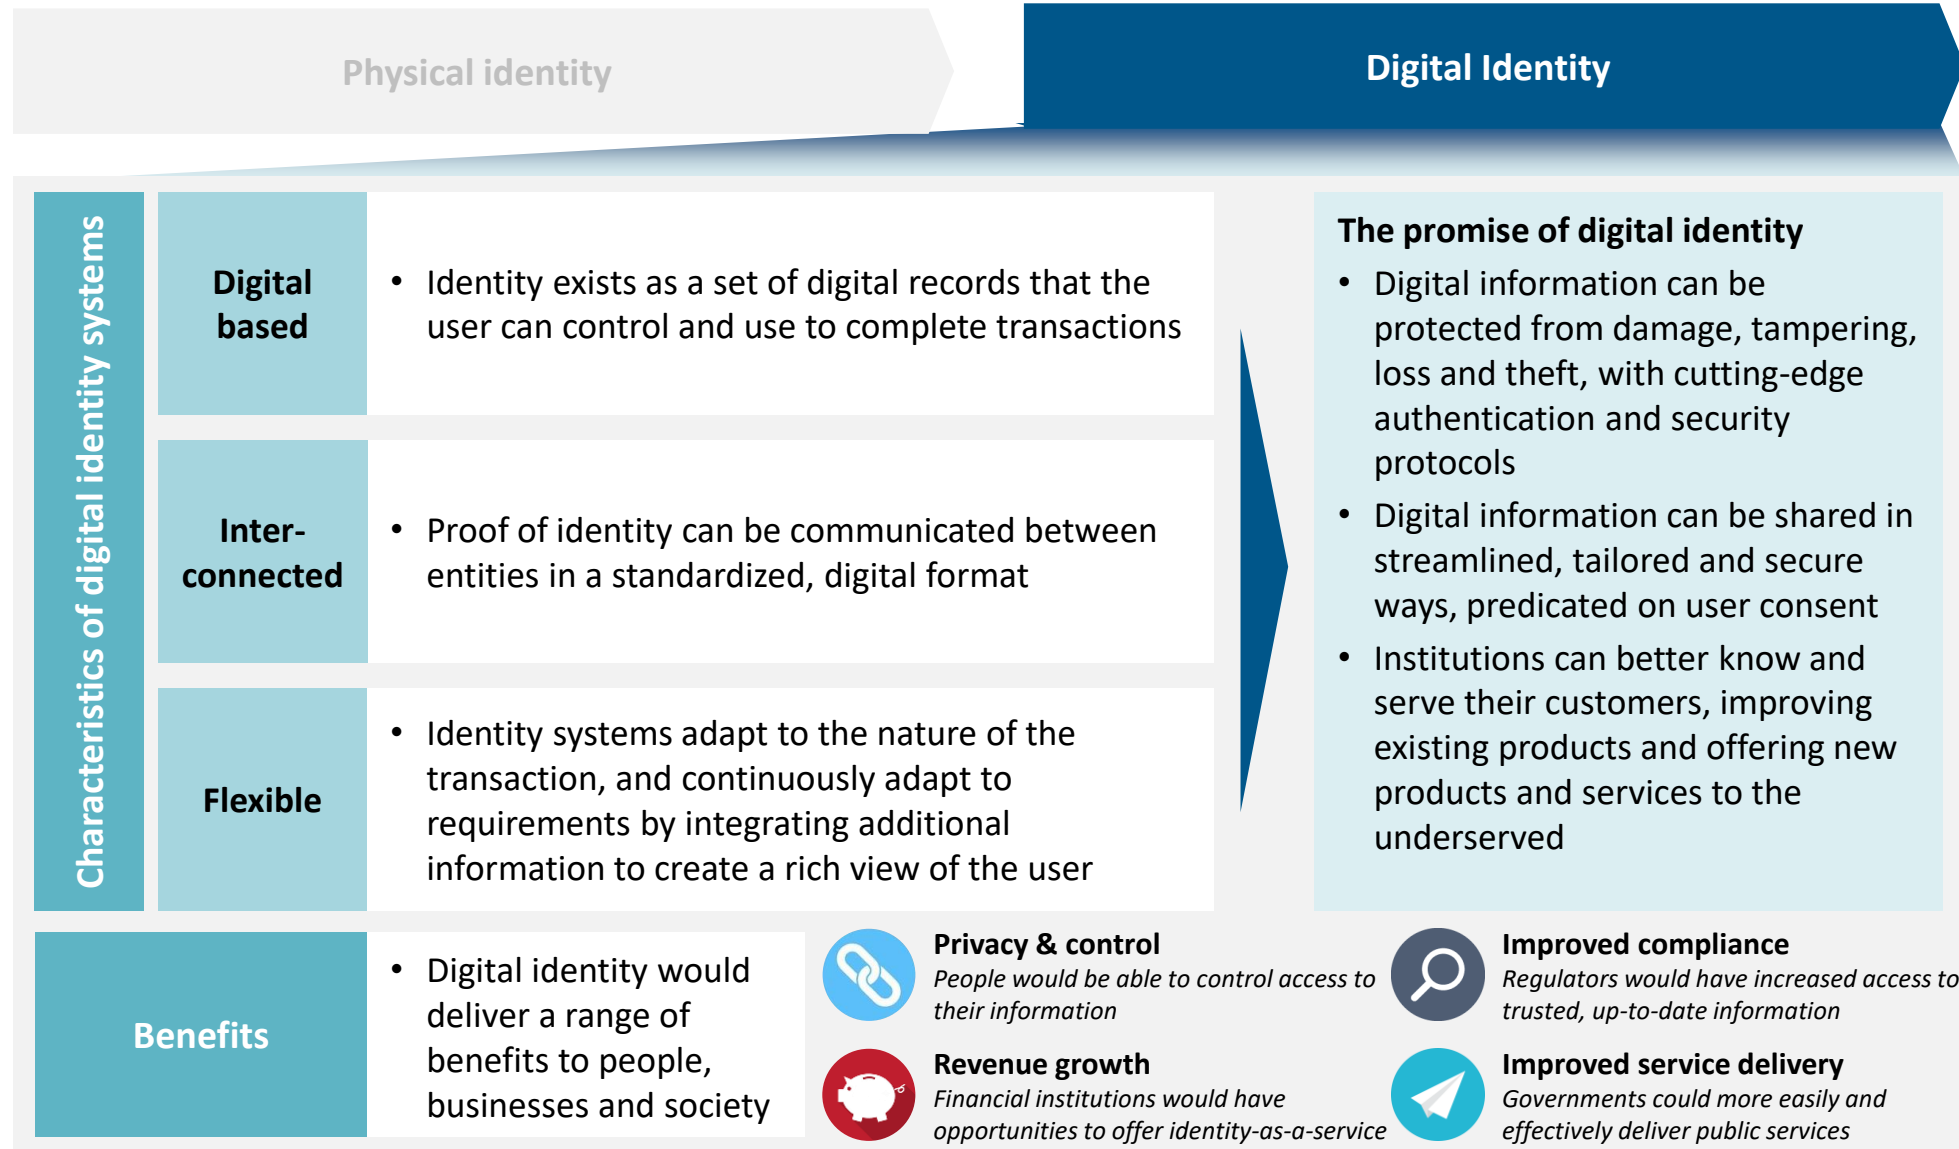 Physical identity
Digital Identity
Characteristics of digital identity systems
Digital
based
• Identity exists as a set of digital records that the
user can control and use to complete transactions
Inter-
connected
• Proof of identity can be communicated between
entities in a standardized, digital format
Flexible
• Identity systems adapt to the nature of the
transaction, and continuously adapt to
requirements by integrating additional
information to create a rich view of the user
The promise of digital identity
• Digital information can be
protected from damage, tampering,
loss and theft, with cutting-edge
authentication and security
protocols
• Digital information can be shared in
streamlined, tailored and secure
ways, predicated on user consent
• Institutions can better know and
serve their customers, improving
existing products and offering new
products and services to the
underserved
Benefits
• Digital identity would
deliver a range of
benefits to people,
businesses and society
Privacy & control
People would be able to control access to
their information
Revenue growth
Financial institutions would have
opportunities to offer identity-as-a-service
Improved compliance
Regulators would have increased access to
trusted, up-to-date information
Improved service delivery
Governments could more easily and
effectively deliver public services